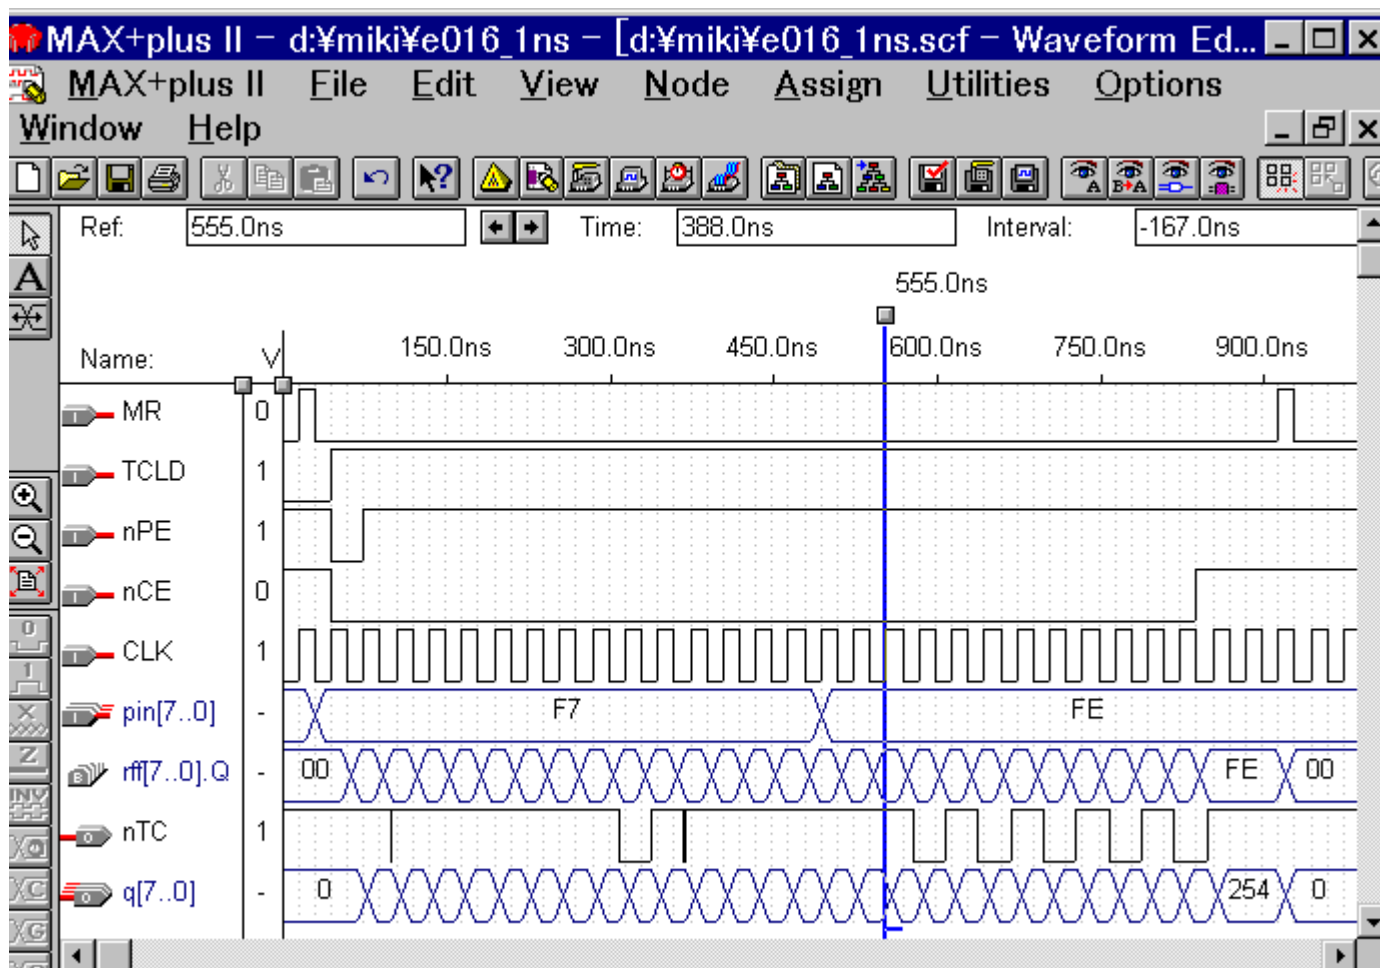 MAX+plus II - d:¥miki¥e016_1ns - [d:¥miki¥e016_1ns.scf - Waveform Ed...
MAX+plus II File Edit View Node Assign Utilities Options
Window Help
Ref: 555.0ns Time: 388.0ns Interval: -167.0ns
555.0ns
Name: V 150.0ns 300.0ns 450.0ns 600.0ns 750.0ns 900.0ns
MR 0
TCLD 1
nPE 1
nCE 0
CLK 1
pin[7..0] - F7 FE
rff[7..0].Q - 00 FE 00
nTC 1
q[7..0] - 0 254 0